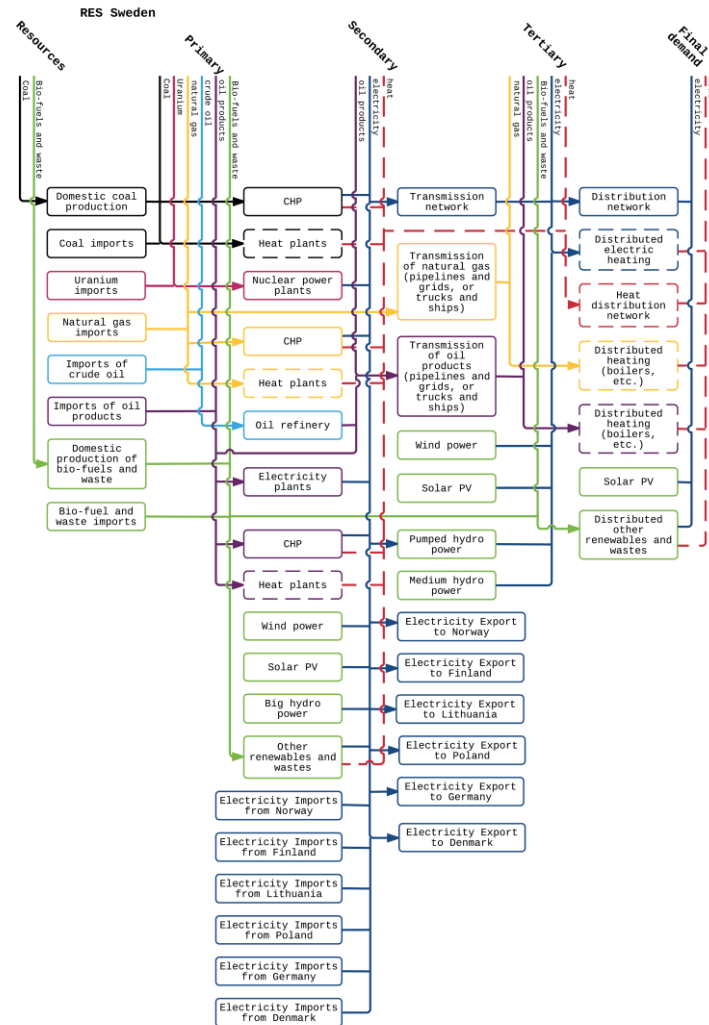 RES Sweden
Resources
Primary
Secondary
Tertiary
Final
demand
Coal
Bio-fuels and waste
Coal
Uranium
natural gas
crude oil
oil products
Bio-fuels and waste
oil products
electricity
heat
natural gas
oil products
Bio-fuels and waste
electricity
heat
electricity
Domestic coal
production
Coal imports
Uranium
imports
Natural gas
imports
Imports of
crude oil
Imports of oil
products
Domestic
production of
bio-fuels and
waste
Bio-fuel and
waste imports
CHP
Heat plants
Nuclear power
plants
CHP
Heat plants
Oil refinery
Electricity
plants
CHP
Heat plants
Wind power
Solar PV
Big hydro
power
Other
renewables and
wastes
Electricity Imports
from Norway
Electricity Imports
from Finland
Electricity Imports
from Lithuania
Electricity Imports
from Poland
Electricity Imports
from Germany
Electricity Imports
from Denmark
Transmission
network
Transmission
of natural gas
(pipelines and
grids, or
trucks and
ships)
Transmission
of oil
products
(pipelines and
grids, or
trucks and
ships)
Wind power
Solar PV
Pumped hydro
power
Medium hydro
power
Electricity Export
to Norway
Electricity Export
to Finland
Electricity Export
to Lithuania
Electricity Export
to Poland
Electricity Export
to Germany
Electricity Export
to Denmark
Distribution
network
Distributed
electric
heating
Heat
distribution
network
Distributed
heating
(boilers,
etc.)
Distributed
heating
(boilers,
etc.)
Solar PV
Distributed
other
renewables and
wastes